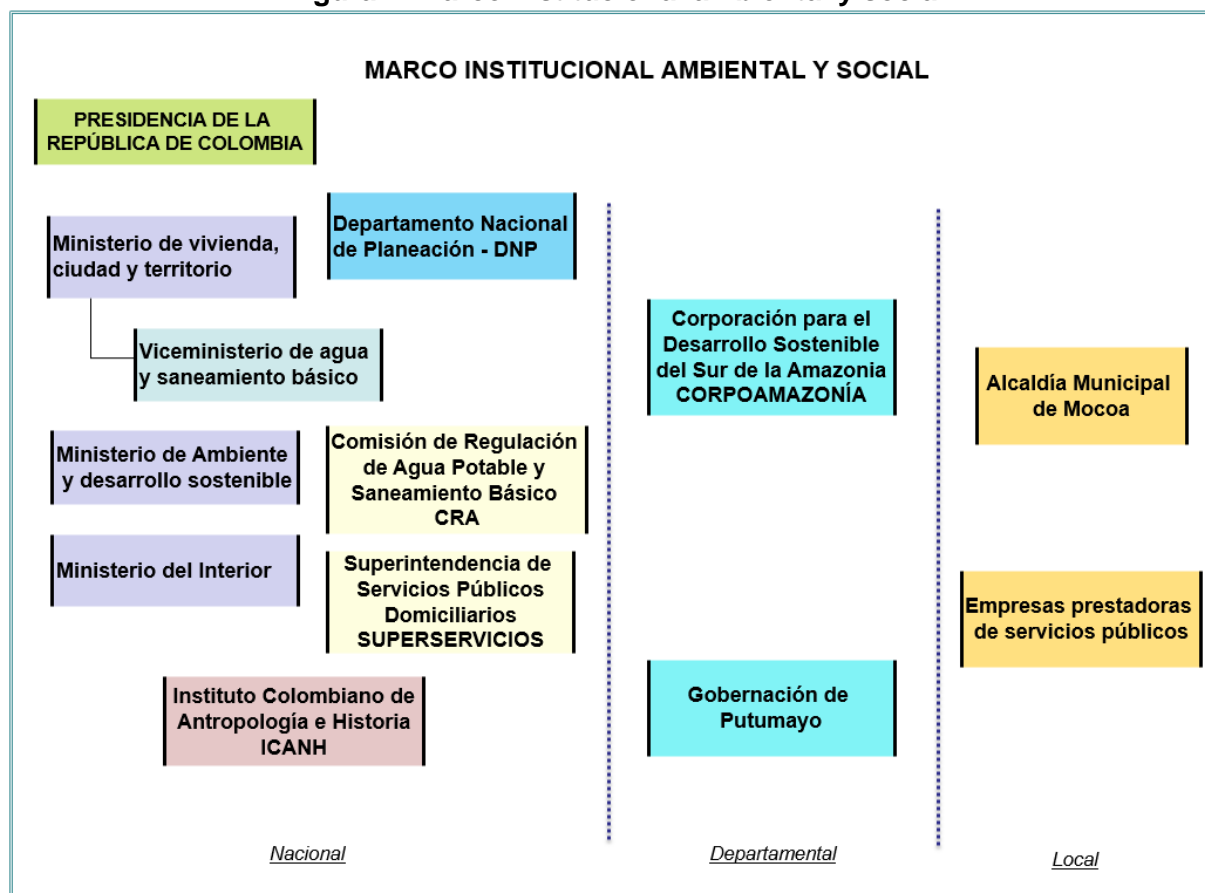 MARCO INSTITUCIONAL AMBIENTAL Y SOCIAL
PRESIDENCIA DE LA
REPÚBLICA DE COLOMBIA
Ministerio de vivienda,
ciudad y territorio
Departamento Nacional
de Planeación - DNP
Viceministerio de agua
y saneamiento básico
Ministerio de Ambiente
y desarrollo sostenible
Comisión de Regulación
de Agua Potable y
Saneamiento Básico
CRA
Ministerio del Interior
Superintendencia de
Servicios Públicos
Domiciliarios
SUPERSERVICIOS
Instituto Colombiano de
Antropología e Historia
ICANH
Nacional
Corporación para el
Desarrollo Sostenible
del Sur de la Amazonia
CORPOAMAZONÍA
Gobernación de
Putumayo
Departamental
Alcaldía Municipal
de Mocoa
Empresas prestadoras
de servicios públicos
Local